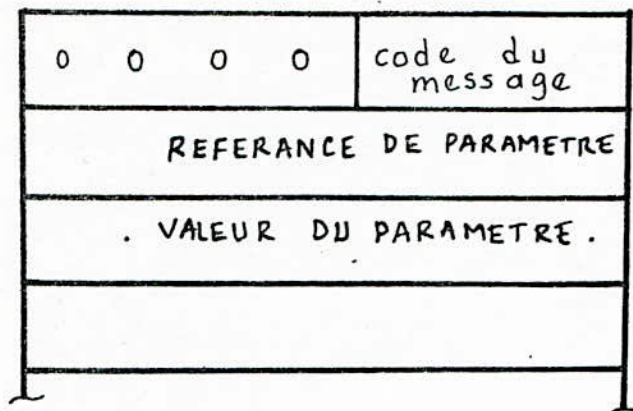 0 0 0 0 code du
message
REFERANCE DE PARAMETRE
. VALEUR DU PARAMETRE .